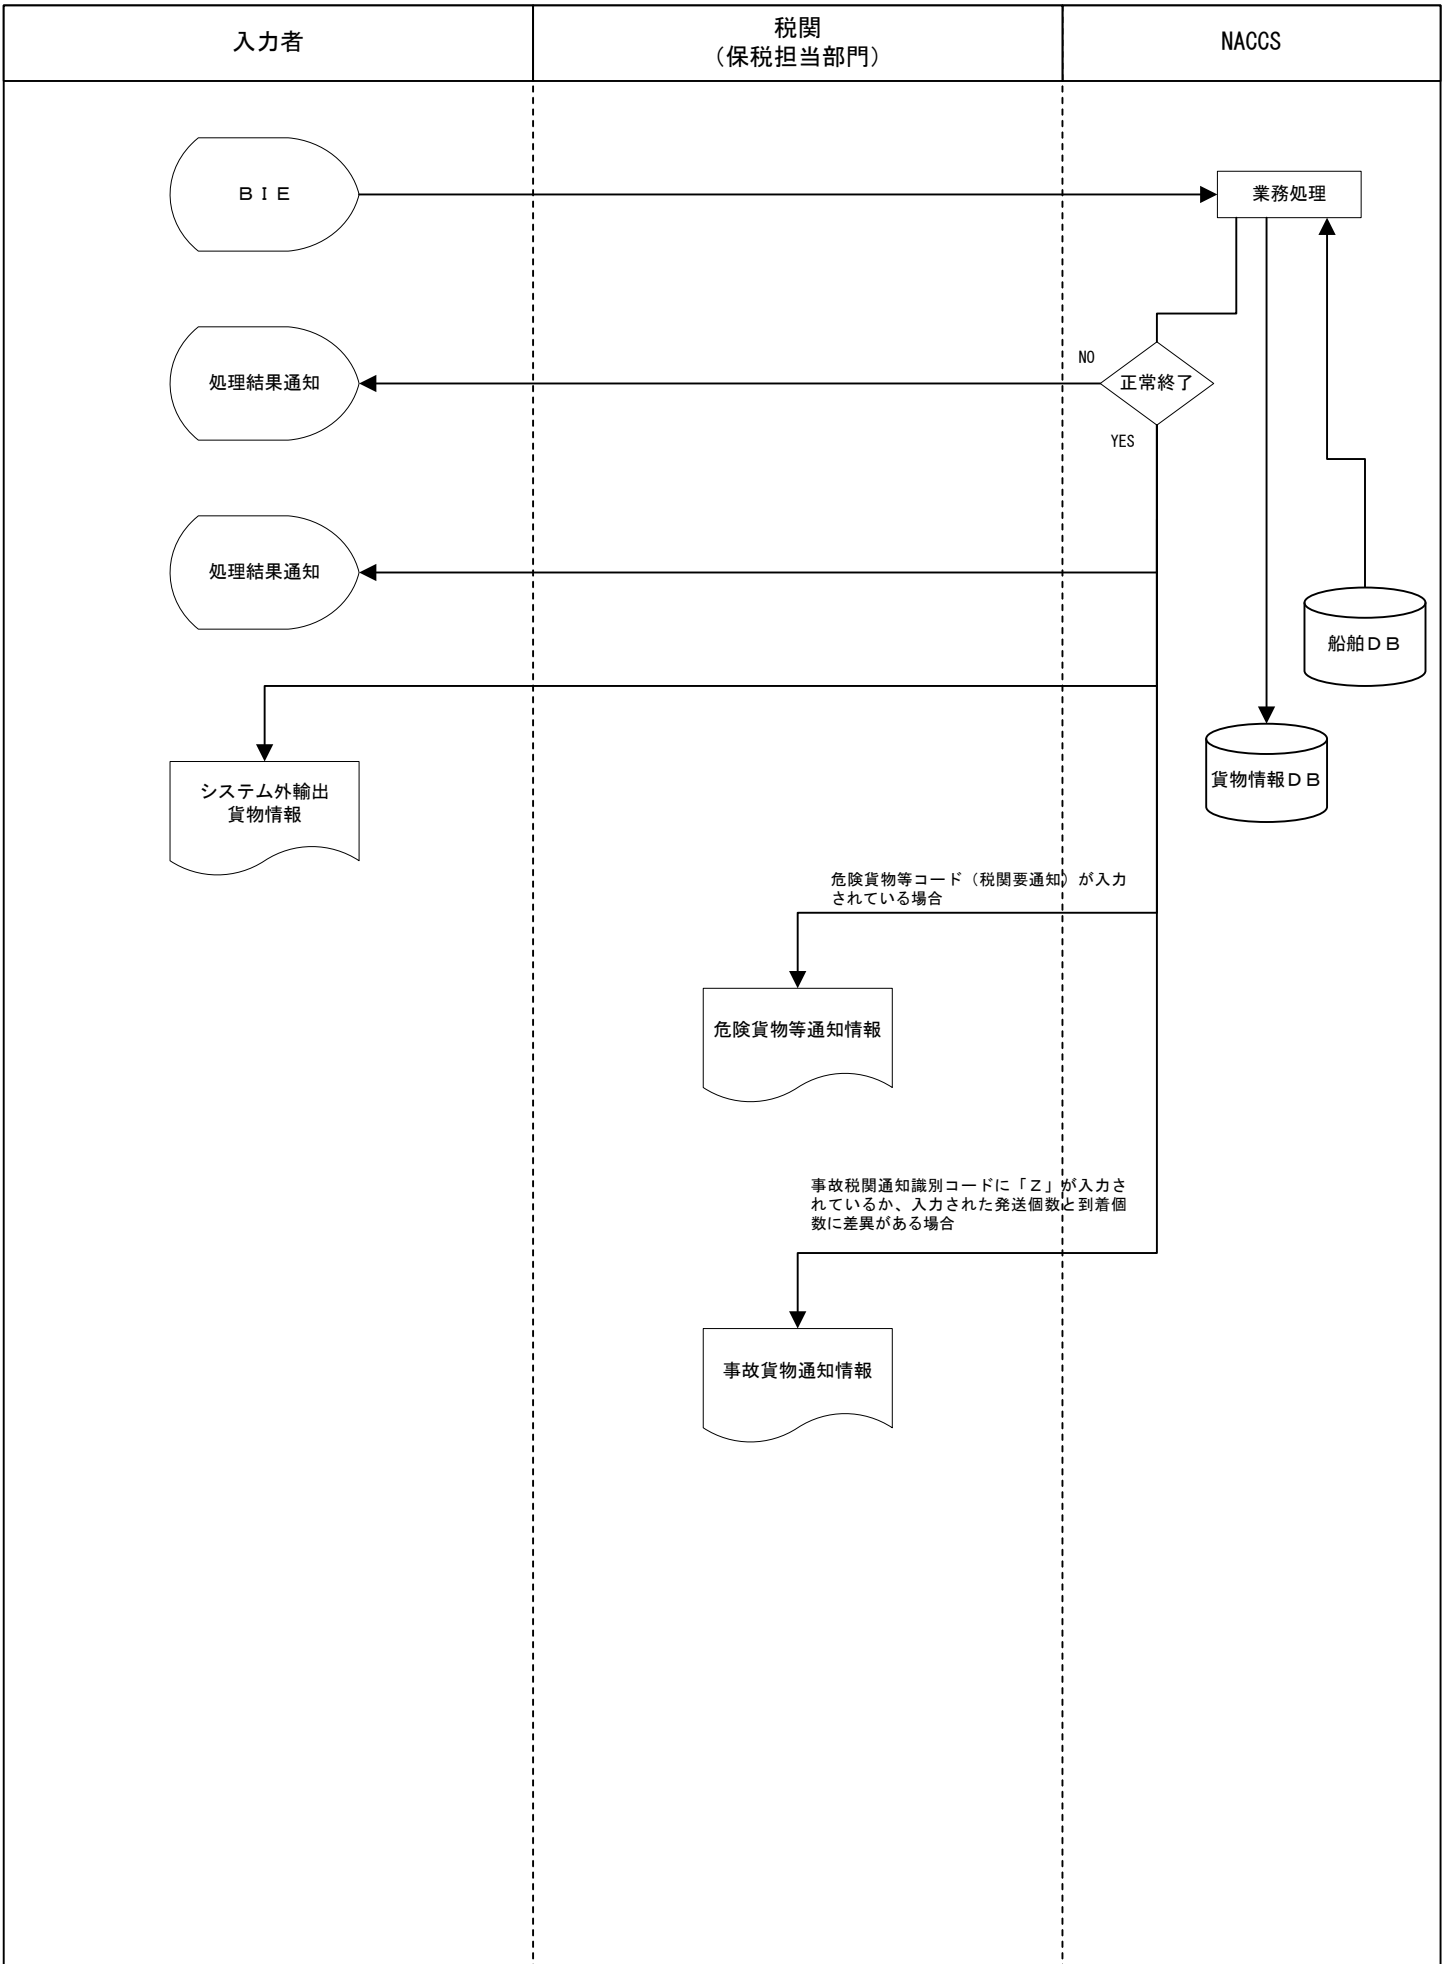 入力者
税関
（保税担当部門）
NACCS
ＢＩＥ
業務処理
NO
処理結果通知
正常終了
YES
処理結果通知
船舶ＤＢ
システム外輸出
貨物情報
貨物情報ＤＢ
危険貨物等コード（税関要通知）が入力
されている場合
危険貨物等通知情報
事故税関通知識別コードに「Ｚ」が入力さ
れているか、入力された発送個数と到着個
数に差異がある場合
事故貨物通知情報